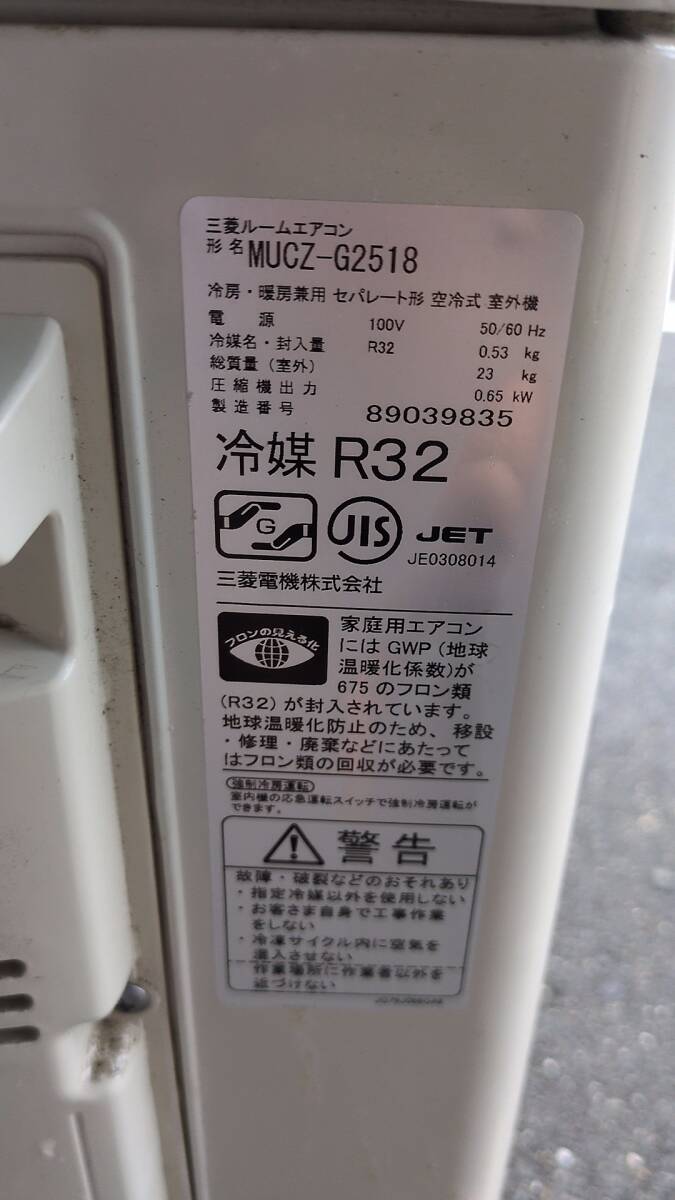 三菱ルームエアコン
形名 MUCZ-G2518
冷房・暖房兼用 セパレート形 空冷式 室外機
電源 100V 50/60 Hz
冷媒名・封入量 R32 0.53 kg
総質量(室外) 23 kg
圧縮機出力 0.65 kW
製造番号 89039835
冷媒 R32
G JIS JET
JE0308014
三菱電機株式会社
フロンの見える化
家庭用エアコン
には GWP(地球
温暖化係数)が
675 のフロン類
(R32)が封入されています。
地球温暖化防止のため、移設
・修理・廃棄などにあたって
はフロン類の回収が必要です。
強制冷房運転
室内機の応急運転スイッチで強制冷房運転が
できます。
警告
故障・破裂などのおそれあり
・指定冷媒以外を使用しない
・お客さま自身で工事作業
をしない
・冷凍サイクル内に空気を
混入させない
作業場所に作業者以外を
近づけない